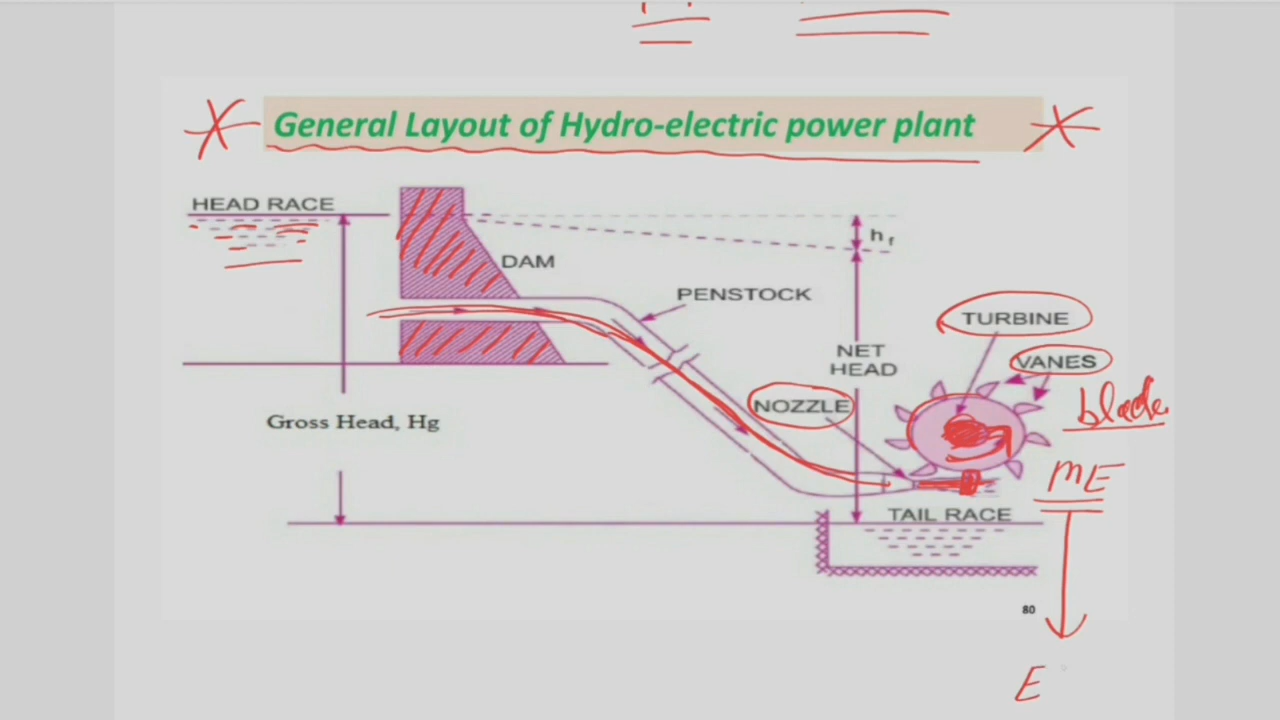 General Layout of Hydro-electric power plant
HEAD RACE
h f
DAM
PENSTOCK
TURBINE
NET
HEAD
VANES
NOZZLE
blade
Gross Head, Hg
ME
TAIL RACE
80
E